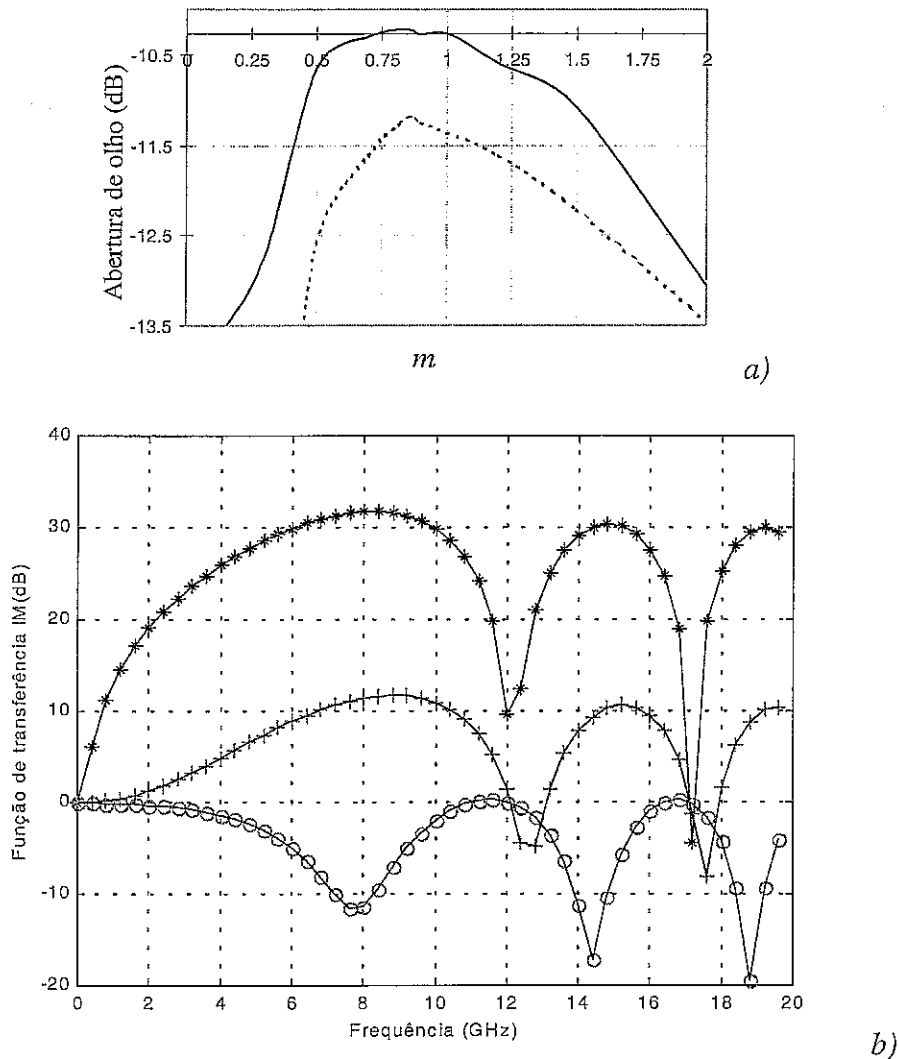 -10.5
0 0.25 0.5 0.75 1 1.25 1.5 1.75 2
-11.5
-12.5
-13.5
Abertura de olho (dB)
m
a)
40
30
20
10
0
-10
-20
Função de transferência IM(dB)
0 2 4 6 8 10 12 14 16 18 20
Frequência (GHz)
b)